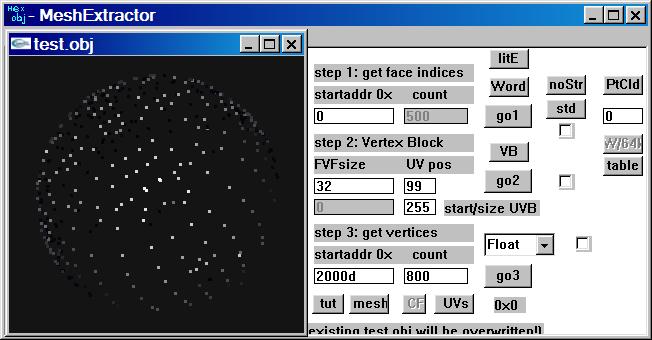 Hex
obj - MeshExtractor
test.obj
litE
step 1: get face indices
Word noStr PtCld
startaddr 0x count
std
0 500 go1 0
step 2: Vertex Block
VB
FVFsize UV pos
table
32 99 go2
0 255 start/size UVB
step 3: get vertices
Float
startaddr 0x count
2000d 800 go3
tut mesh CF UVs 0x0
existing test.obj will be overwritten!)